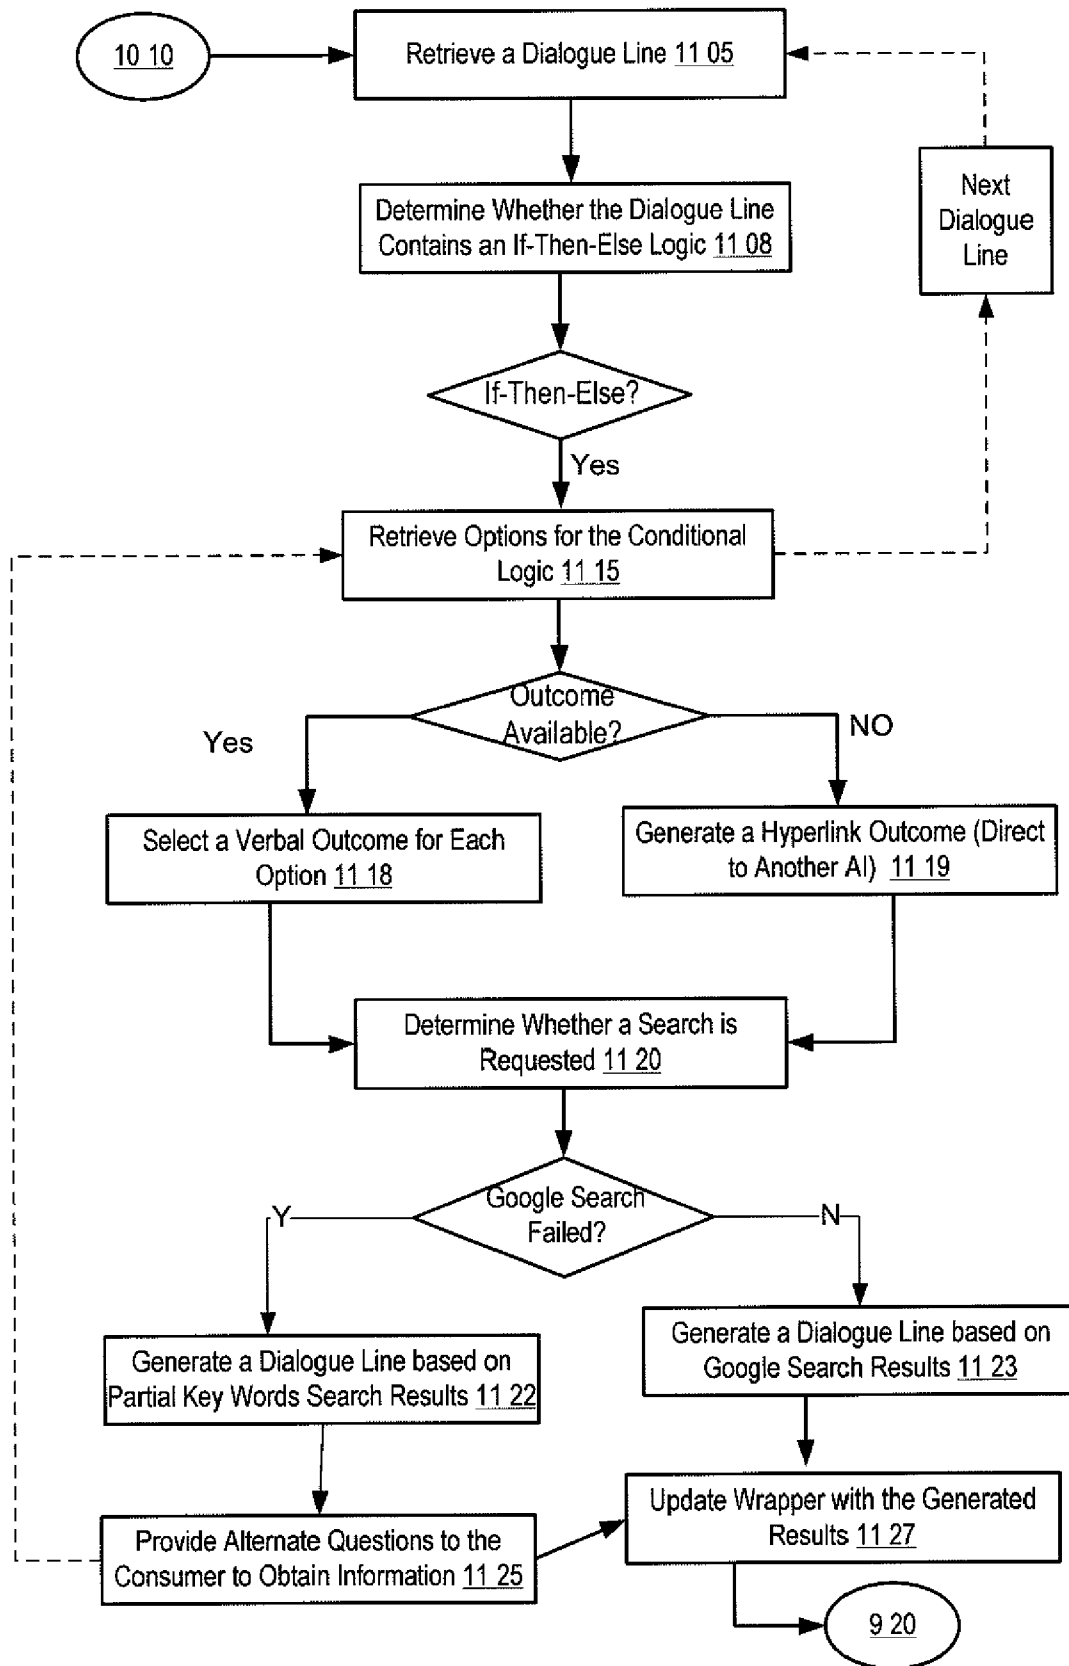 10 10
Retrieve a Dialogue Line 11 05
Determine Whether the Dialogue Line
Contains an If-Then-Else Logic 11 08
Next
Dialogue
Line
If-Then-Else?
Yes
Retrieve Options for the Conditional
Logic 11 15
Outcome
Available?
Yes
NO
Select a Verbal Outcome for Each
Option 11 18
Generate a Hyperlink Outcome (Direct
to Another AI) 11 19
Determine Whether a Search is
Requested 11 20
Google Search
Failed?
Y
N
Generate a Dialogue Line based on
Partial Key Words Search Results 11 22
Generate a Dialogue Line based on
Google Search Results 11 23
Provide Alternate Questions to the
Consumer to Obtain Information 11 25
Update Wrapper with the Generated
Results 11 27
9 20